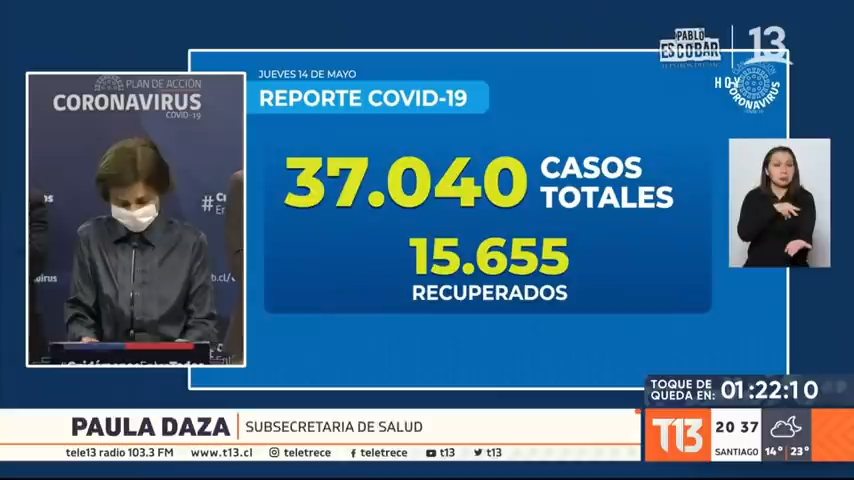 PABLO
ESCOBAR
13
HOY
CORONAVIRUS
JUEVES 14 DE MAYO
REPORTE COVID-19
PLAN DE ACCIÓN
CORONAVIRUS
COVID-19
37.040 CASOS TOTALES
15.655
RECUPERADOS
TOQUE DE QUEDA EN: 01:22:10
PAULA DAZA SUBSECRETARIA DE SALUD
T13 20 37
SANTIAGO 14° 23°
tele13 radio 103.3 FM www.t13.cl teletrece teletrece t13 t13